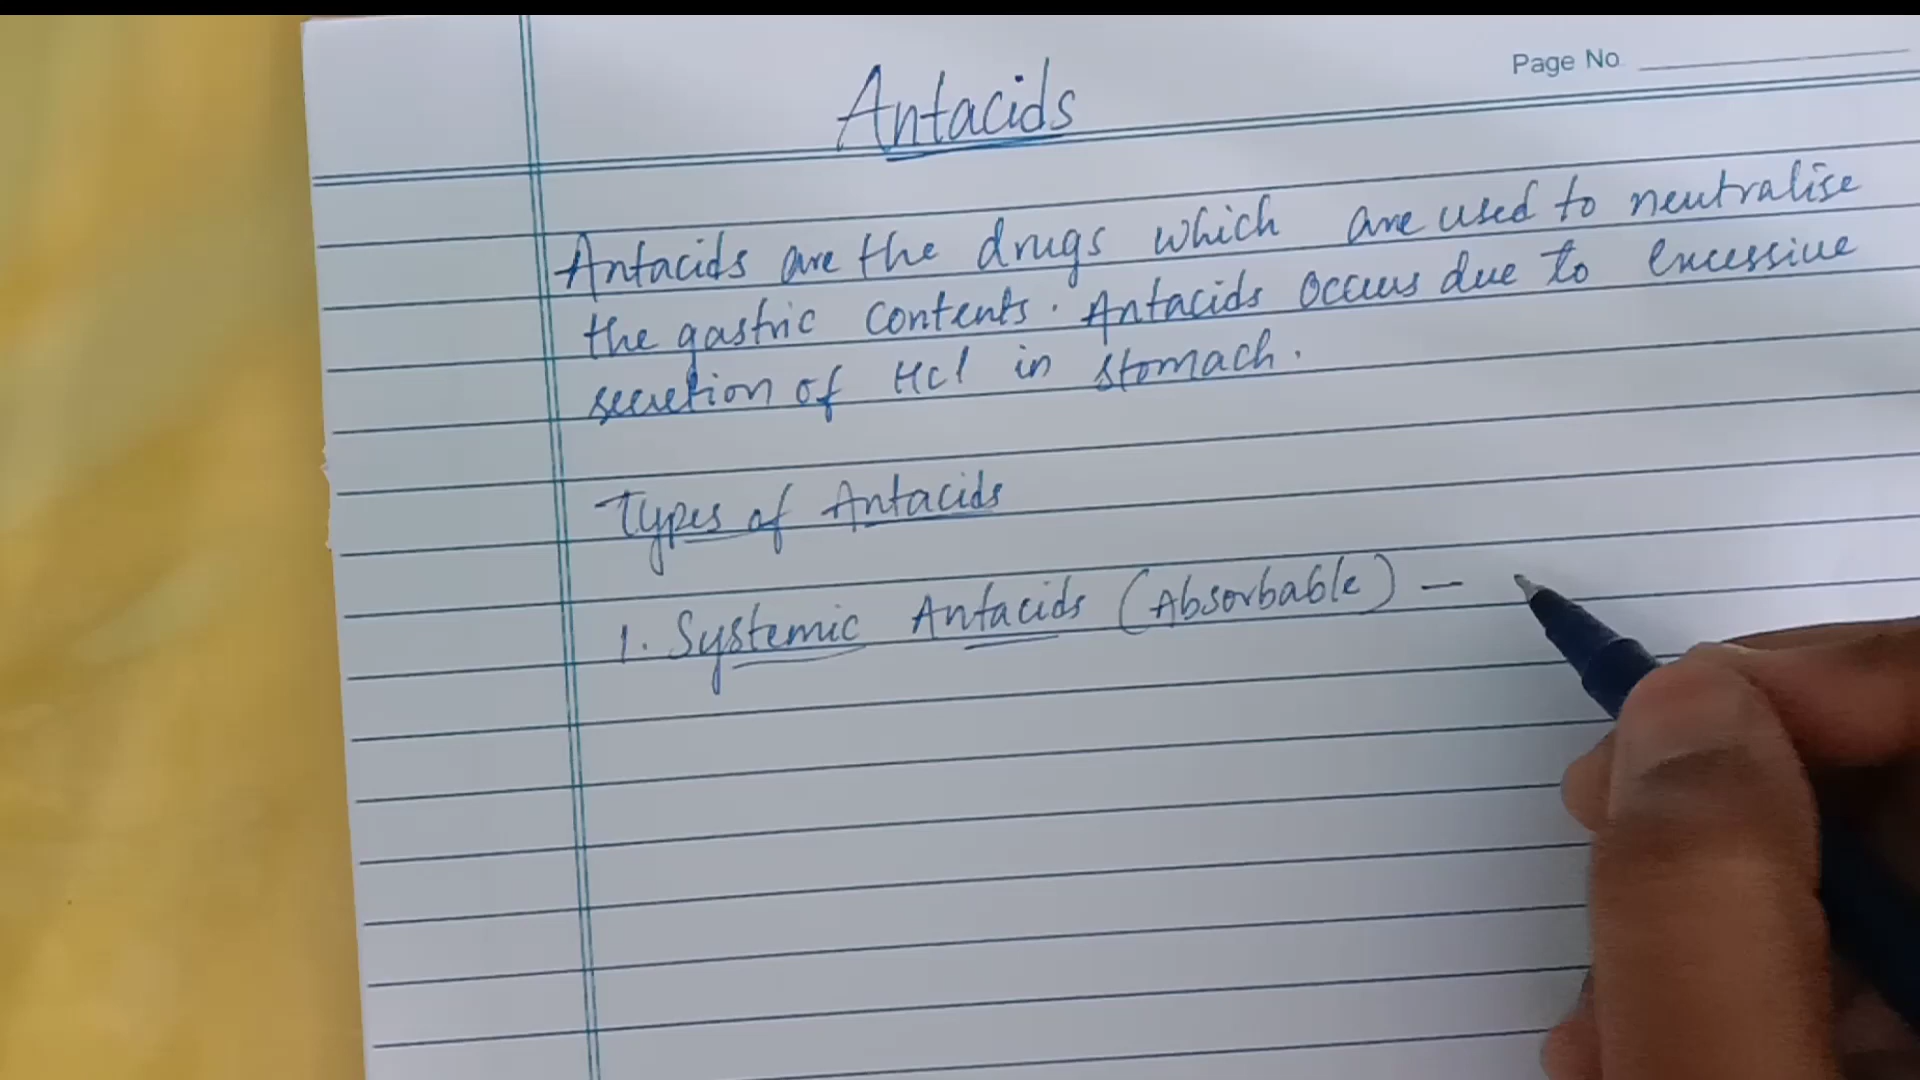 Page No
Antacids
Antacids are the drugs which are used to neutralise
the gastric contents. Antacids occurs due to excessive
secretion of HCl in stomach.
Types of Antacids
1. Systemic Antacids (Absorbable) —